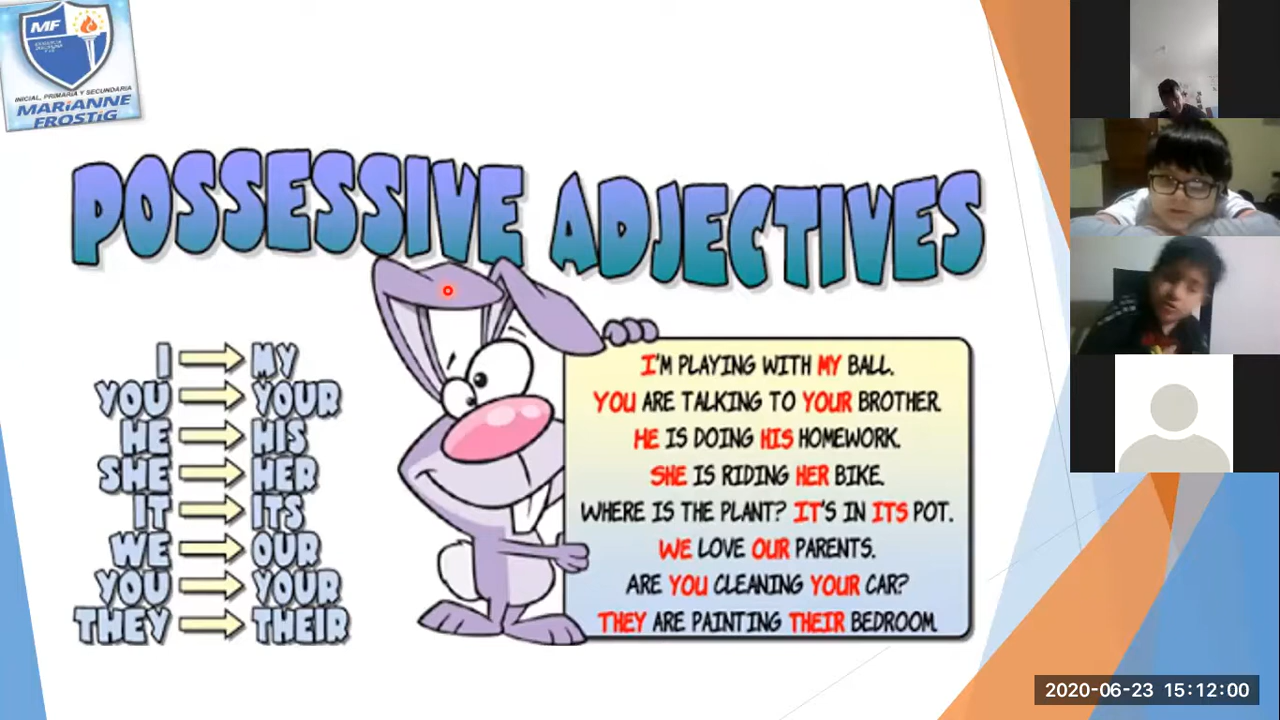 MF
INICIAL, PRIMARIA Y SECUNDARIA
MARIANNE
FROSTIG
POSSESSIVE ADJECTIVES
I MY
YOU YOUR
HE HIS
SHE HER
IT ITS
WE OUR
YOU YOUR
THEY THEIR
I'M PLAYING WITH MY BALL.
YOU ARE TALKING TO YOUR BROTHER.
HE IS DOING HIS HOMEWORK.
SHE IS RIDING HER BIKE.
WHERE IS THE PLANT? IT'S IN ITS POT.
WE LOVE OUR PARENTS.
ARE YOU CLEANING YOUR CAR?
THEY ARE PAINTING THEIR BEDROOM.
2020-06-23 15:12:00